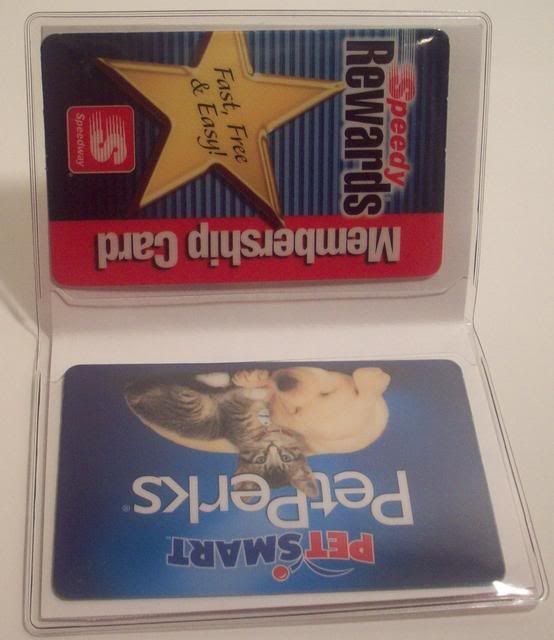 Speedy
Rewards
Fast, Free
& Easy!
Speedway
Membership Card
PETSMART
PetPerks®